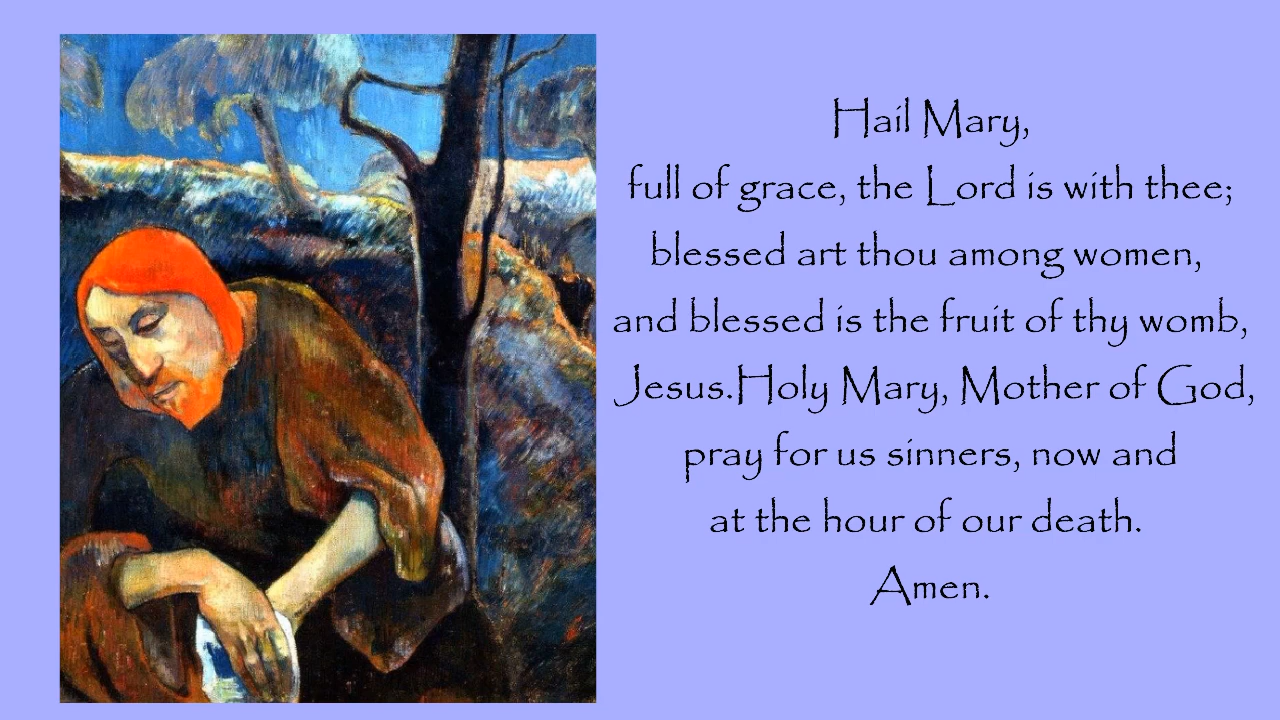 Hail Mary,
full of grace, the Lord is with thee;
blessed art thou among women,
and blessed is the fruit of thy womb,
Jesus.Holy Mary, Mother of God,
pray for us sinners, now and
at the hour of our death.
Amen.